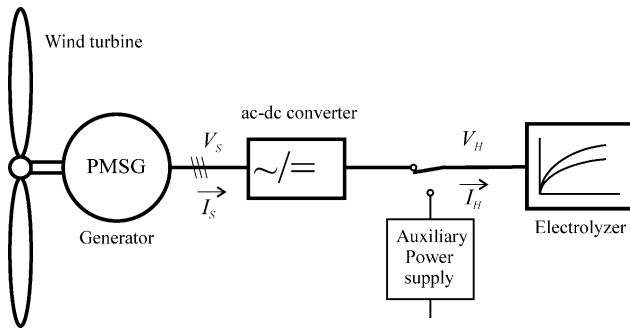 Wind turbine
PMSG
Generator
V_S
I_S
ac-dc converter
~/=
V_H
I_H
Auxiliary
Power
supply
Electrolyzer